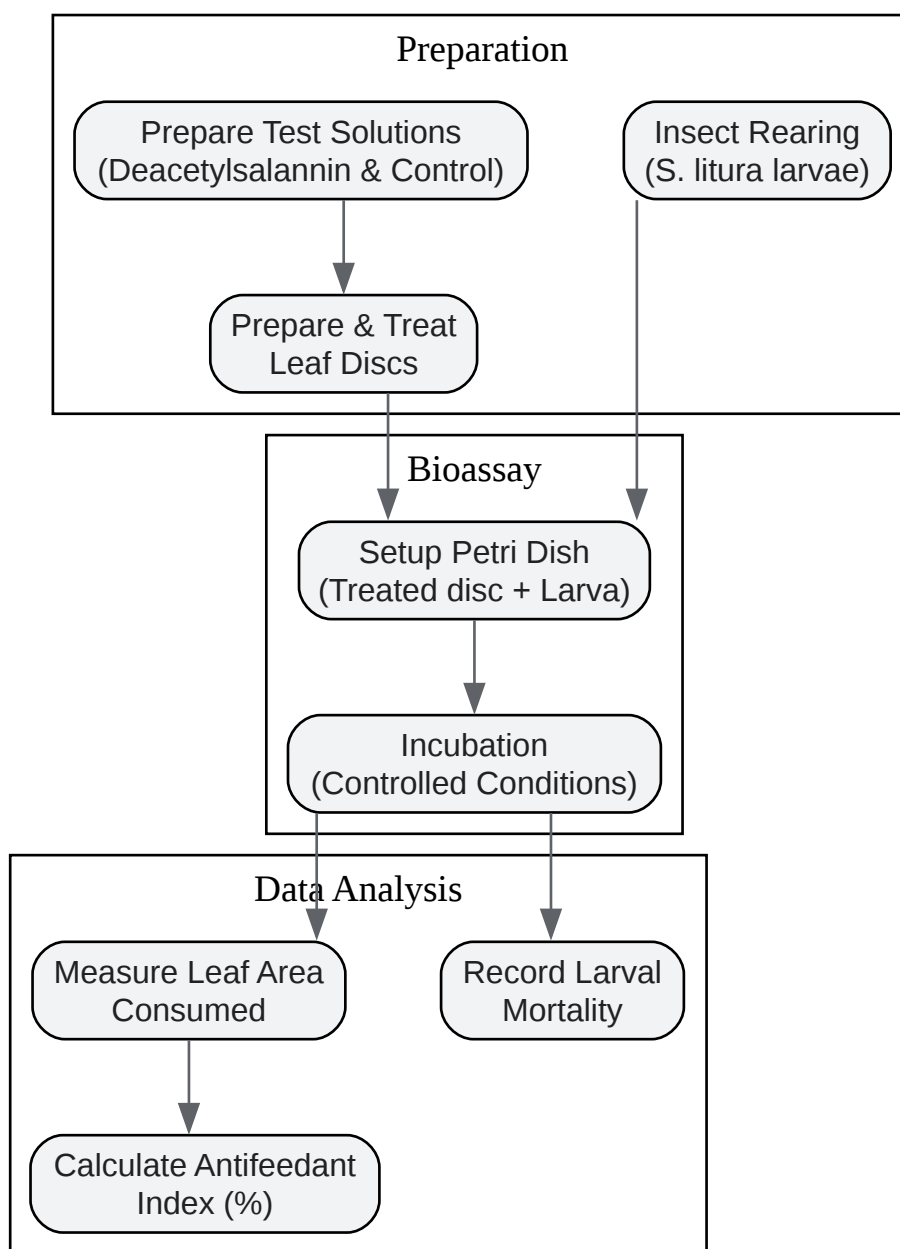 Preparation
Prepare Test Solutions
(Deacetylsalannin & Control)
Insect Rearing
(S. litura larvae)
Prepare & Treat
Leaf Discs
Bioassay
Setup Petri Dish
(Treated disc + Larva)
Incubation
(Controlled Conditions)
Data Analysis
Measure Leaf Area
Consumed
Record Larval
Mortality
Calculate Antifeedant
Index (%)